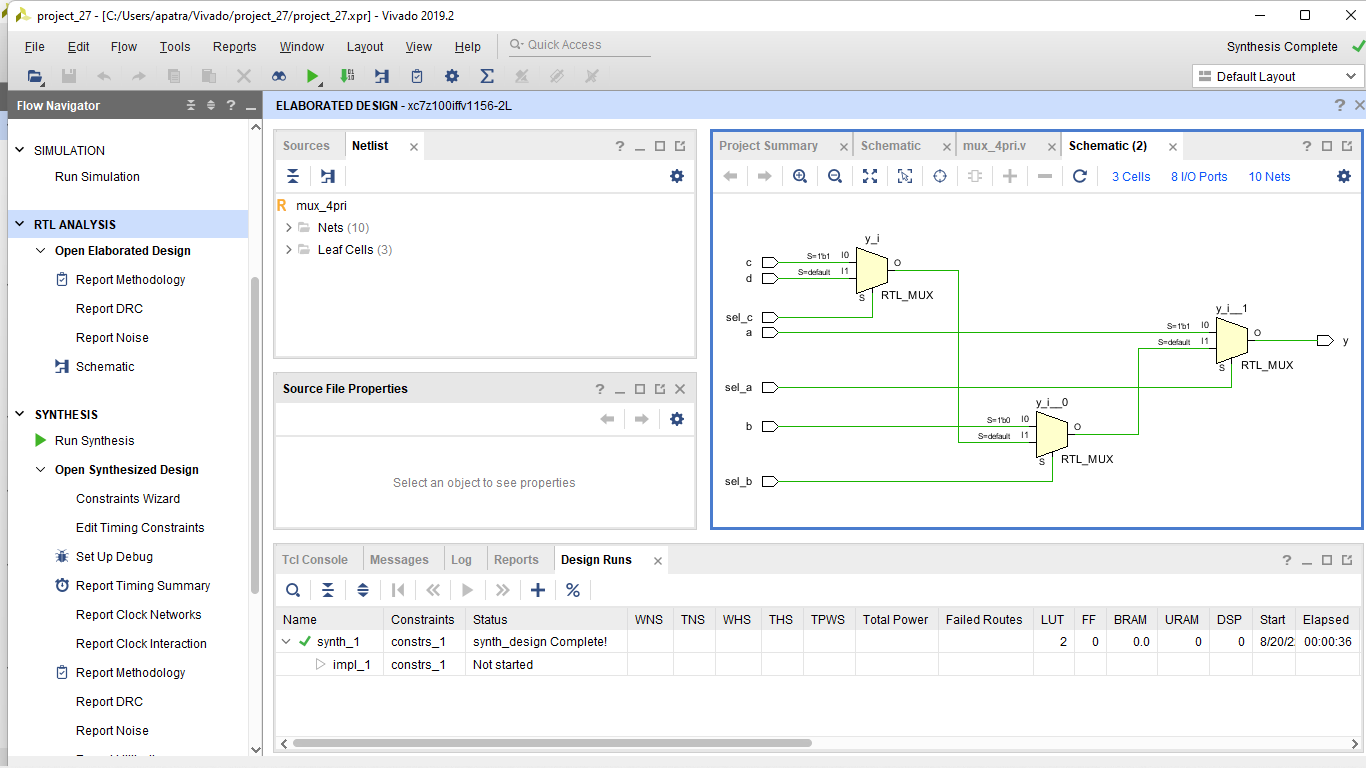 project_27 - [C:/Users/apatra/Vivado/project_27/project_27.xpr] - Vivado 2019.2
File Edit Flow Tools Reports Window Layout View Help Quick Access Synthesis Complete
Default Layout
Flow Navigator
SIMULATION
Run Simulation
RTL ANALYSIS
Open Elaborated Design
Report Methodology
Report DRC
Report Noise
Schematic
SYNTHESIS
Run Synthesis
Open Synthesized Design
Constraints Wizard
Edit Timing Constraints
Set Up Debug
Report Timing Summary
Report Clock Networks
Report Clock Interaction
Report Methodology
Report DRC
Report Noise
ELABORATED DESIGN - xc7z100iffv1156-2L
Sources Netlist
R mux_4pri
Nets (10)
Leaf Cells (3)
Source File Properties
Select an object to see properties
Project Summary Schematic mux_4pri.v Schematic (2)
3 Cells 8 I/O Ports 10 Nets
y_i
c S=1'b1 I0 O
d S=default I1
S RTL_MUX
sel_c
a
y_i__1
S=1'b1 I0 O
S=default I1 y
S RTL_MUX
sel_a
y_i__0
b S=1'b0 I0 O
S=default I1
S RTL_MUX
sel_b
Tcl Console Messages Log Reports Design Runs
Name Constraints Status WNS TNS WHS THS TPWS Total Power Failed Routes LUT FF BRAM URAM DSP Start Elapsed
synth_1 constrs_1 synth_design Complete! 2 0 0.0 0 0 8/20/2 00:00:36
impl_1 constrs_1 Not started